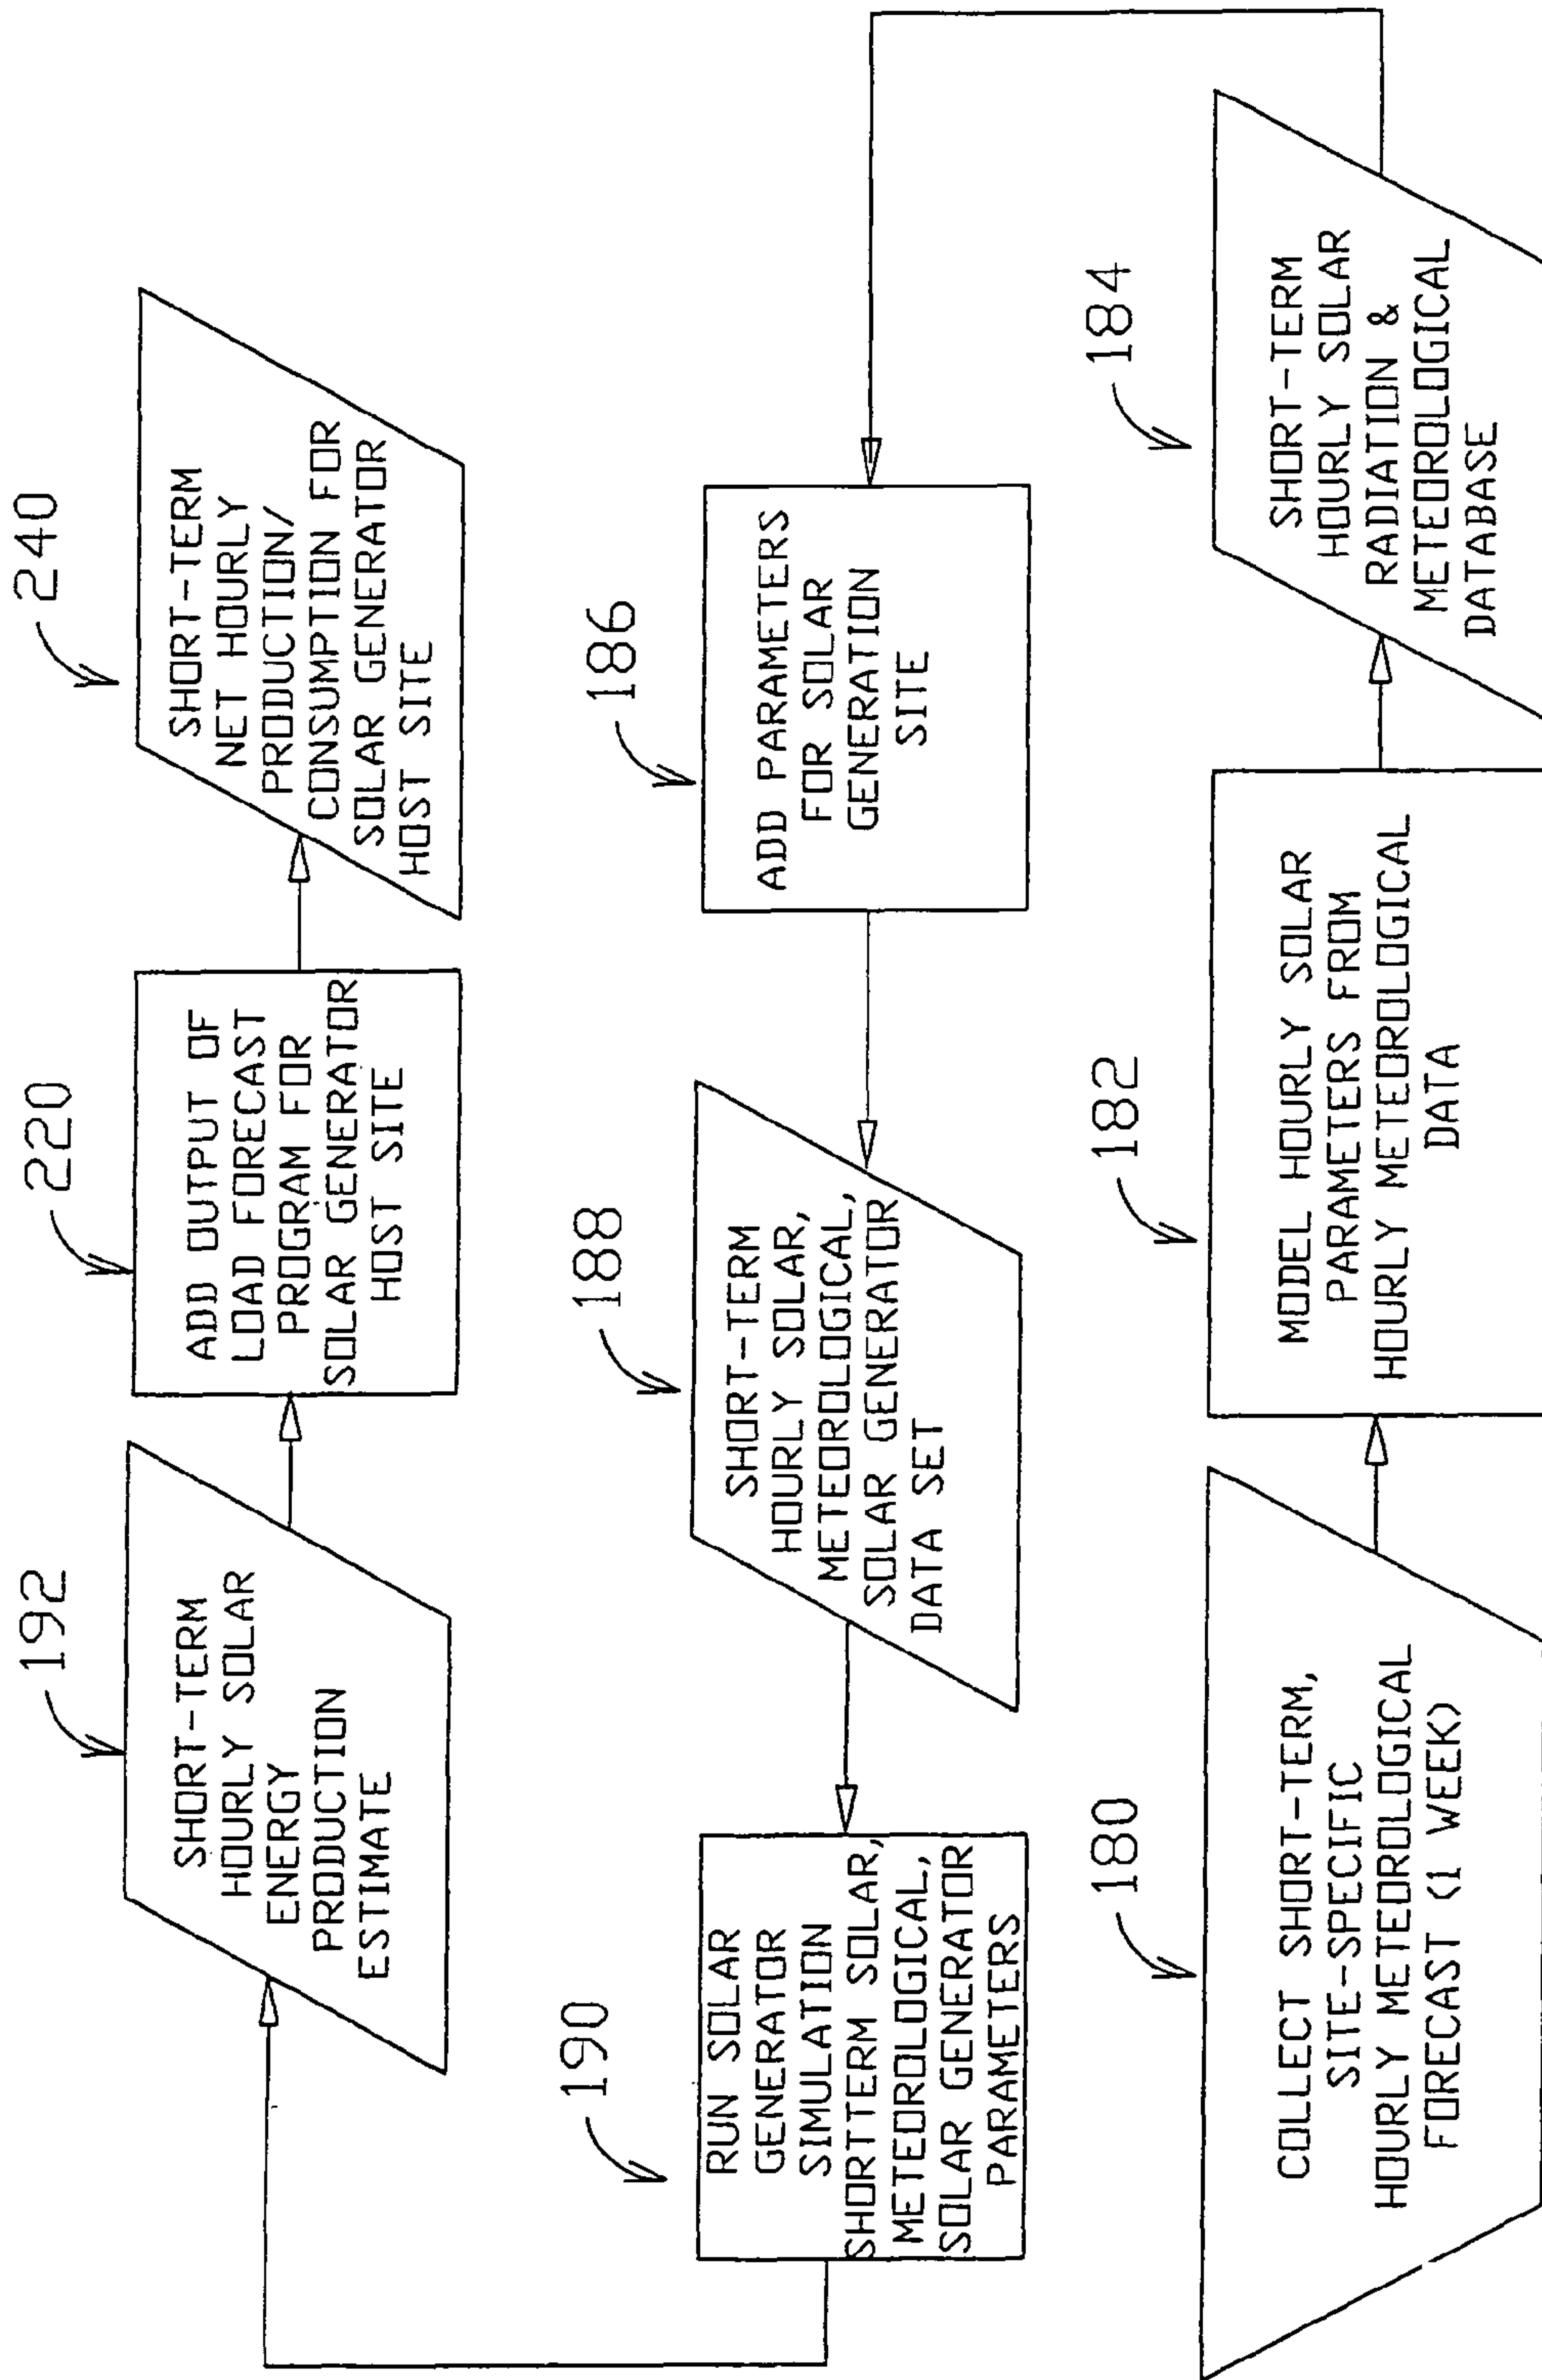 192
SHORT-TERM
HOURLY SOLAR
ENERGY
PRODUCTION
ESTIMATE
220
ADD OUTPUT OF
LOAD FORECAST
PROGRAM FOR
SOLAR GENERATOR
HOST SITE
240
SHORT-TERM
NET HOURLY
PRODUCTION/
CONSUMPTION FOR
SOLAR GENERATOR
HOST SITE
190
RUN SOLAR
GENERATOR
SIMULATION
SHORTTERM SOLAR,
METEOROLOGICAL,
SOLAR GENERATOR
PARAMETERS
188
SHORT-TERM
HOURLY SOLAR,
METEOROLOGICAL,
SOLAR GENERATOR
DATA SET
186
ADD PARAMETERS
FOR SOLAR
GENERATION
SITE
180
COLLECT SHORT-TERM,
SITE-SPECIFIC
HOURLY METEOROLOGICAL
FORECAST (1 WEEK)
182
MODEL HOURLY SOLAR
PARAMETERS FROM
HOURLY METEOROLOGICAL
DATA
184
SHORT-TERM
HOURLY SOLAR
RADIATION &
METEOROLOGICAL
DATABASE